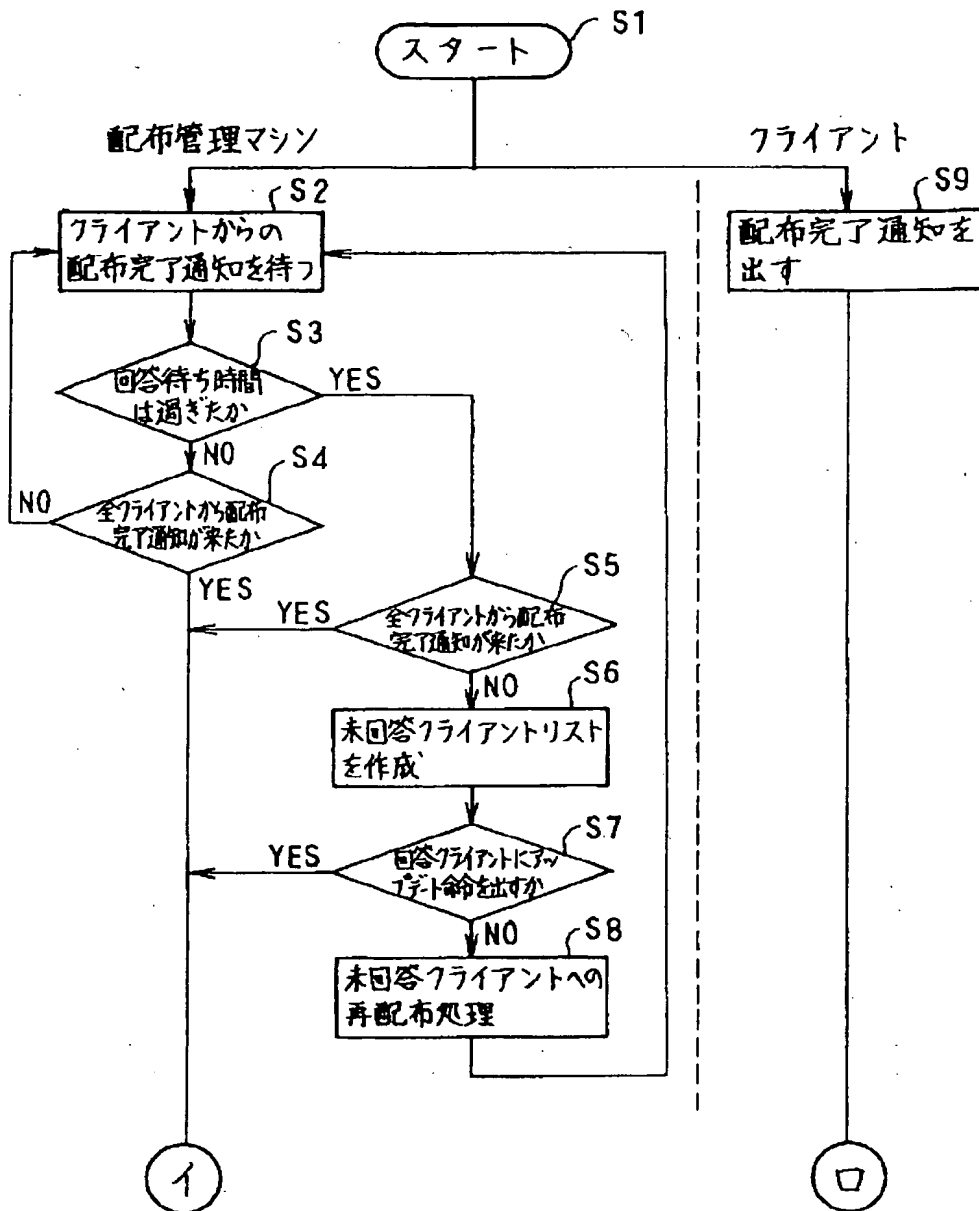 S1
スタート
配布管理マシン
クライアント
S2
クライアントからの
配布完了通知を待つ
S9
配布完了通知を
出す
S3
回答待ち時間
は過ぎたか
YES
NO
S4
NO
全クライアントから配布
完了通知が来たか
YES
S5
YES
全クライアントから配布
完了通知が来たか
NO
S6
未回答クライアントリスト
を作成
S7
YES
回答クライアントにアッ
プデート命令を出すか
NO
S8
未回答クライアントへの
再配布処理
イ
ロ